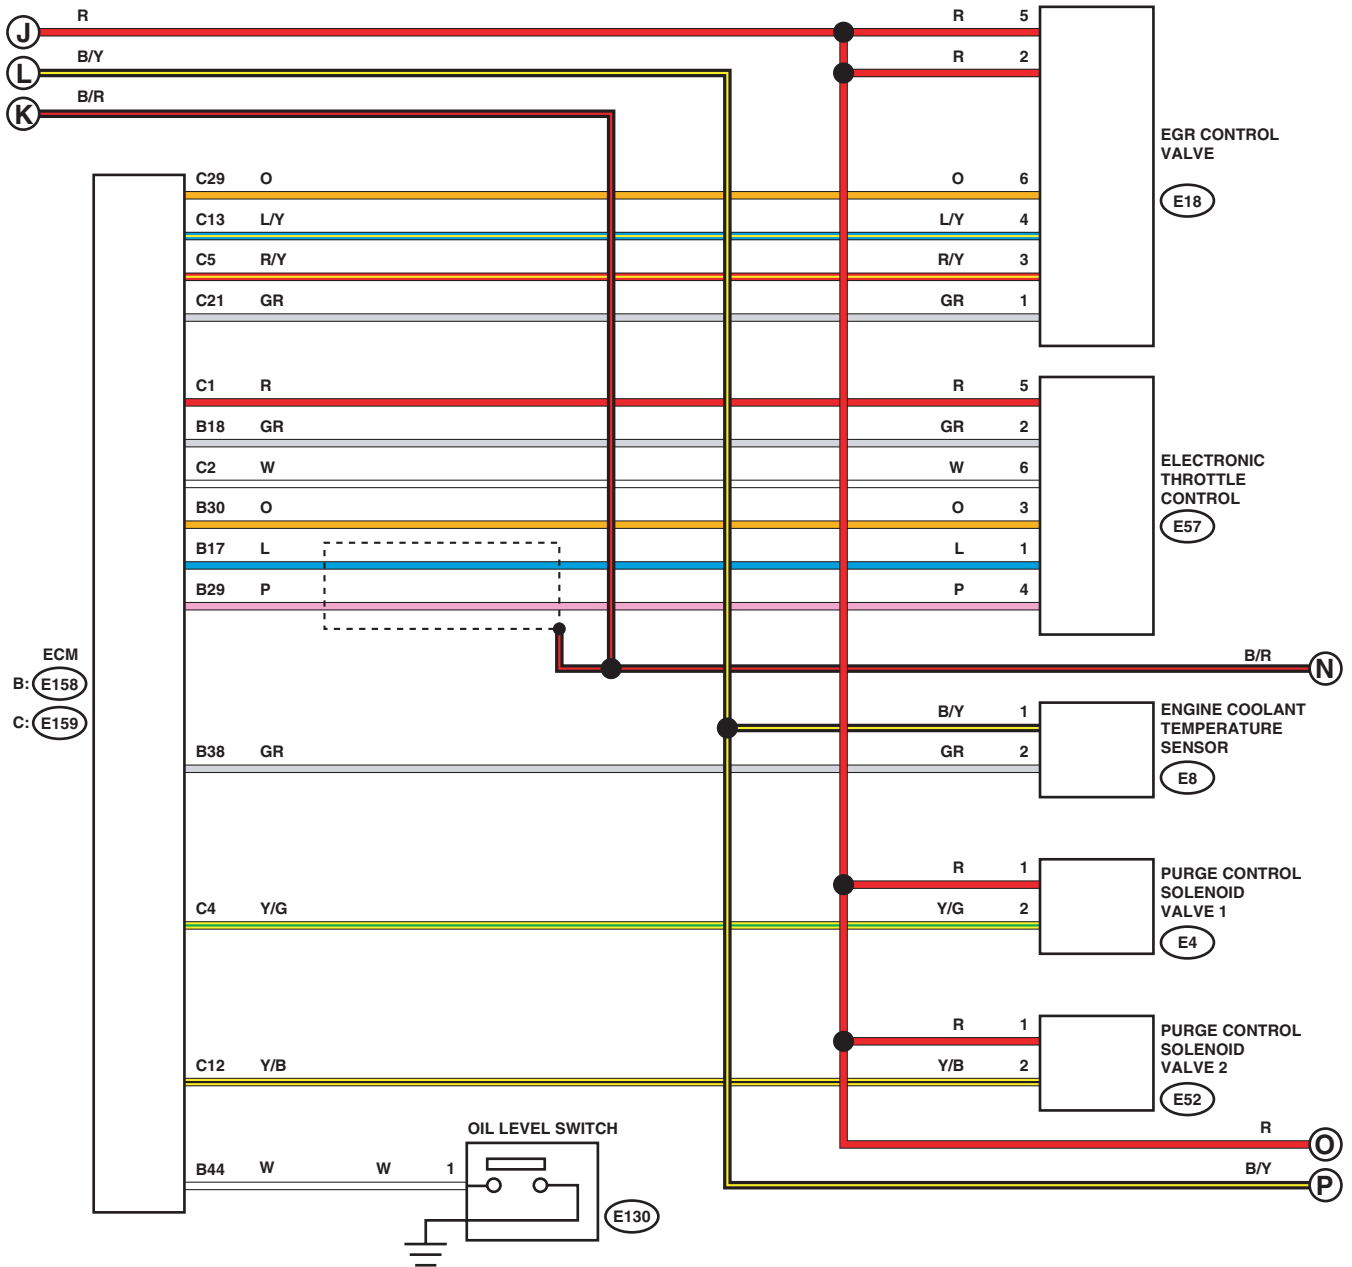 J R R 5
L B/Y R 2
K B/R
EGR CONTROL
VALVE
E18
C29 O O 6
C13 L/Y L/Y 4
C5 R/Y R/Y 3
C21 GR GR 1
C1 R R 5
B18 GR GR 2
C2 W W 6
B30 O O 3
B17 L L 1
B29 P P 4
ELECTRONIC
THROTTLE
CONTROL
E57
ECM
B: E158
C: E159
B/R N
B/Y 1
B38 GR GR 2
ENGINE COOLANT
TEMPERATURE
SENSOR
E8
R 1
C4 Y/G Y/G 2
PURGE CONTROL
SOLENOID
VALVE 1
E4
R 1
C12 Y/B Y/B 2
PURGE CONTROL
SOLENOID
VALVE 2
E52
OIL LEVEL SWITCH
R O
B44 W W 1
B/Y P
E130